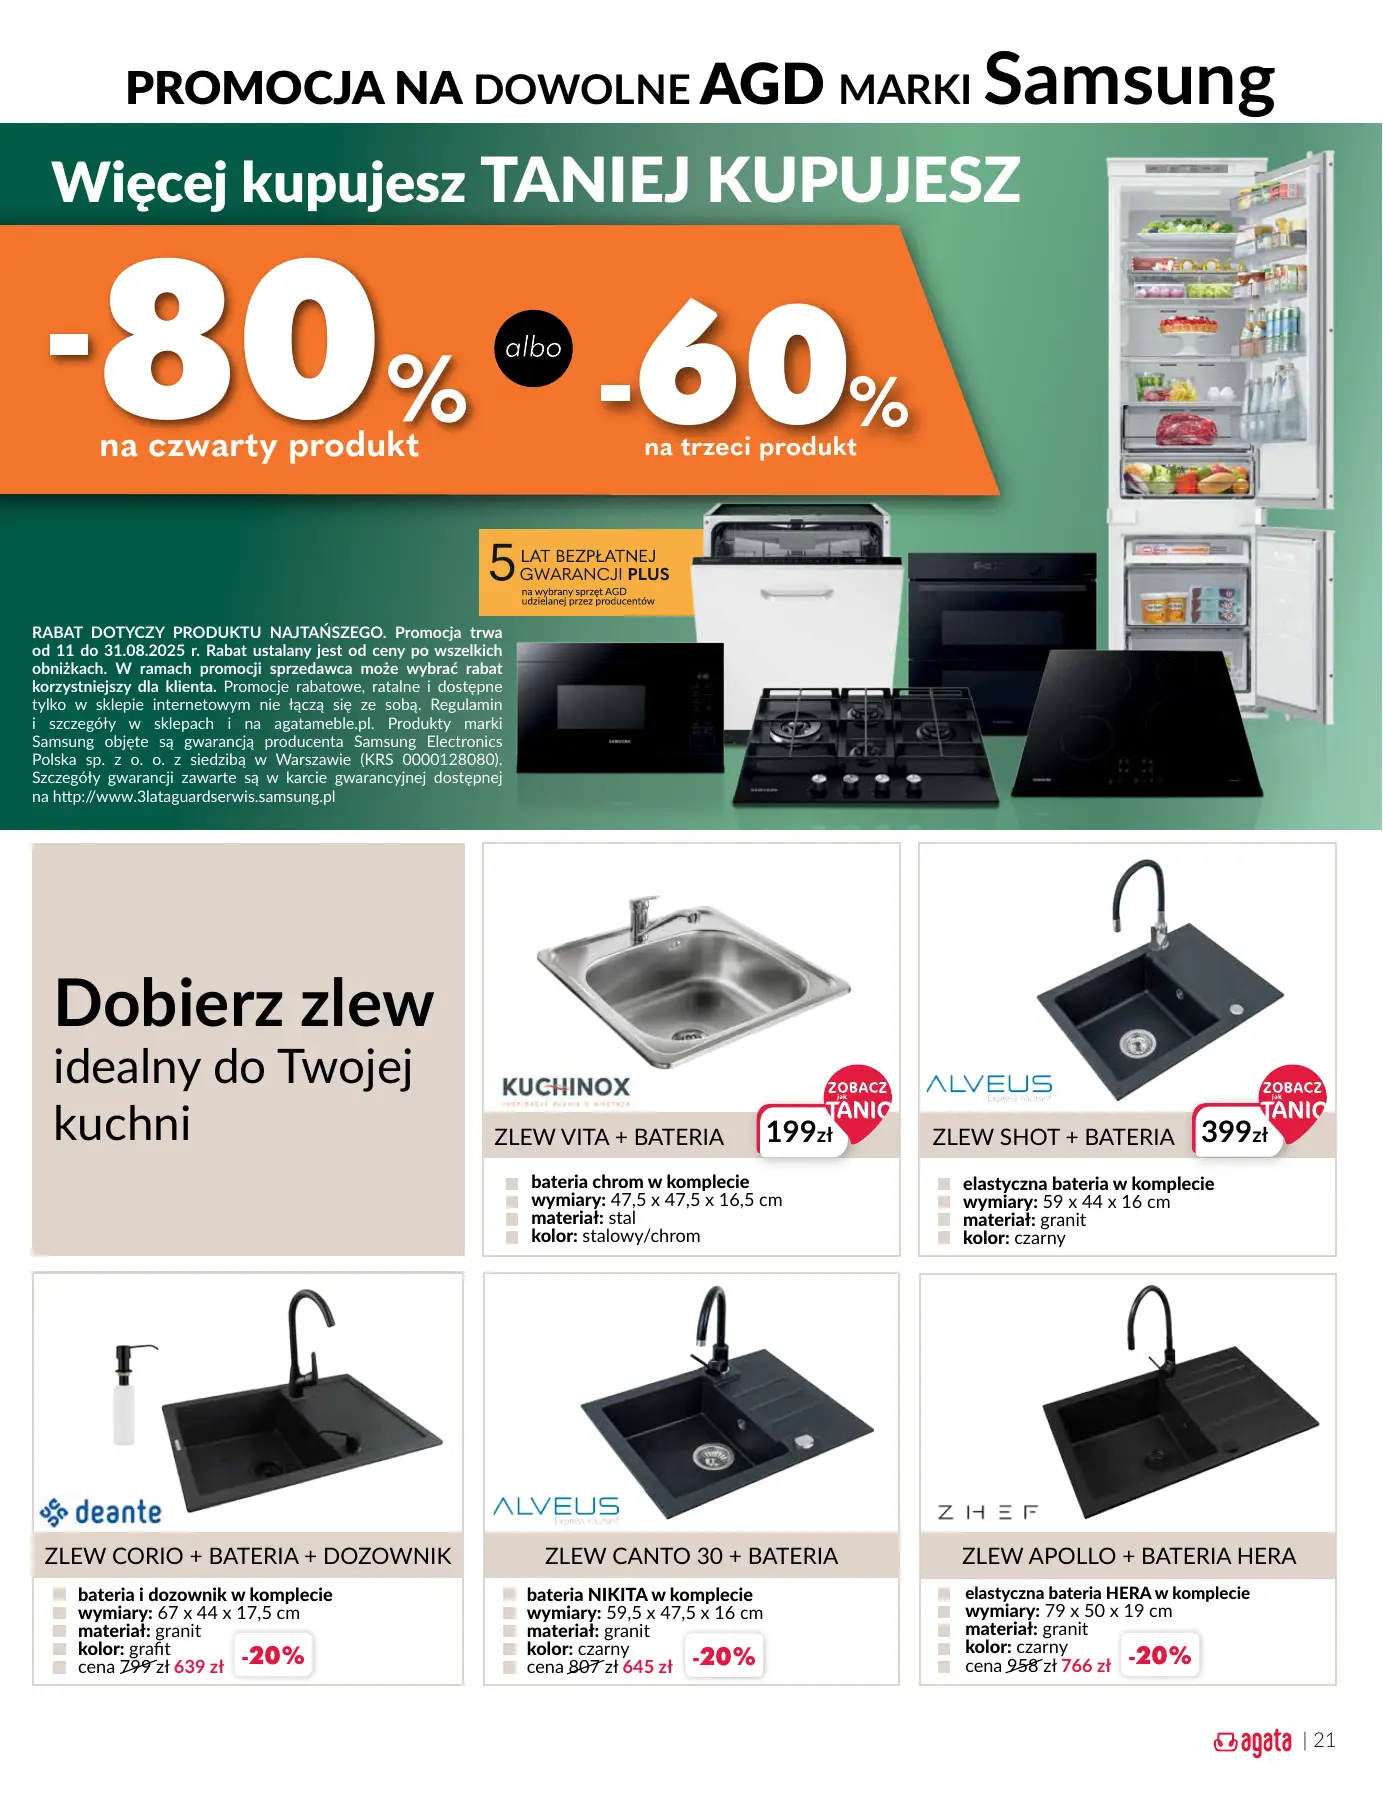 PROMOCJA NA DOWOLNE AGD MARKI Samsung
Więcej kupujesz TANIEJ KUPUJESZ
-80%
na czwarty produkt
albo
-60%
na trzeci produkt
5 LAT BEZPŁATNEJ
GWARANCJI PLUS
na wybrany sprzęt AGD
udzielanej przez producentów
RABAT DOTYCZY PRODUKTU NAJTAŃSZEGO. Promocja trwa
od 11 do 31.08.2025 r. Rabat ustalany jest od ceny po wszelkich
obniżkach. W ramach promocji sprzedawca może wybrać rabat
korzystniejszy dla klienta. Promocje rabatowe, ratalne i dostępne
tylko w sklepie internetowym nie łączą się ze sobą. Regulamin
i szczegóły w sklepach i na agatameble.pl. Produkty marki
Samsung objęte są gwarancją producenta Samsung Electronics
Polska sp. z o. o. z siedzibą w Warszawie (KRS 0000128080).
Szczegóły gwarancji zawarte są w karcie gwarancyjnej dostępnej
na http://www.3lataguardserwis.samsung.pl
SAMSUNG
SAMSUNG
Dobierz zlew
idealny do Twojej
kuchni
KUCHINOX
INSPIRACJE PŁYNĄ Z WNĘTRZA
ZOBACZ
jak
TANIO
ZLEW VITA + BATERIA
199zł
bateria chrom w komplecie
wymiary: 47,5 x 47,5 x 16,5 cm
materiał: stal
kolor: stalowy/chrom
ALVEUS
Express yourself
ZOBACZ
jak
TANIO
ZLEW SHOT + BATERIA
399zł
elastyczna bateria w komplecie
wymiary: 59 x 44 x 16 cm
materiał: granit
kolor: czarny
deante
ZLEW CORIO + BATERIA + DOZOWNIK
bateria i dozownik w komplecie
wymiary: 67 x 44 x 17,5 cm
materiał: granit
kolor: grafit
cena 799 zł 639 zł
-20%
ALVEUS
Express yourself
ZLEW CANTO 30 + BATERIA
bateria NIKITA w komplecie
wymiary: 59,5 x 47,5 x 16 cm
materiał: granit
kolor: czarny
cena 807 zł 645 zł
-20%
ZHEF
ZLEW APOLLO + BATERIA HERA
elastyczna bateria HERA w komplecie
wymiary: 79 x 50 x 19 cm
materiał: granit
kolor: czarny
cena 958 zł 766 zł
-20%
agata | 21